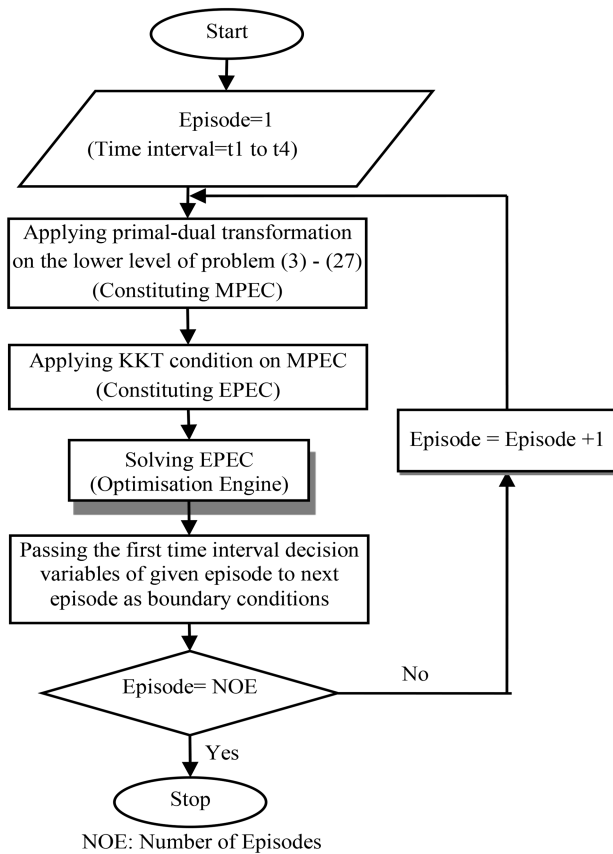 Start
Episode=1
(Time interval=t1 to t4)
Applying primal-dual transformation
on the lower level of problem (3) - (27)
(Constituting MPEC)
Applying KKT condition on MPEC
(Constituting EPEC)
Episode = Episode +1
Solving EPEC
(Optimisation Engine)
Passing the first time interval decision
variables of given episode to next
episode as boundary conditions
Episode= NOE
No
Yes
Stop
NOE: Number of Episodes